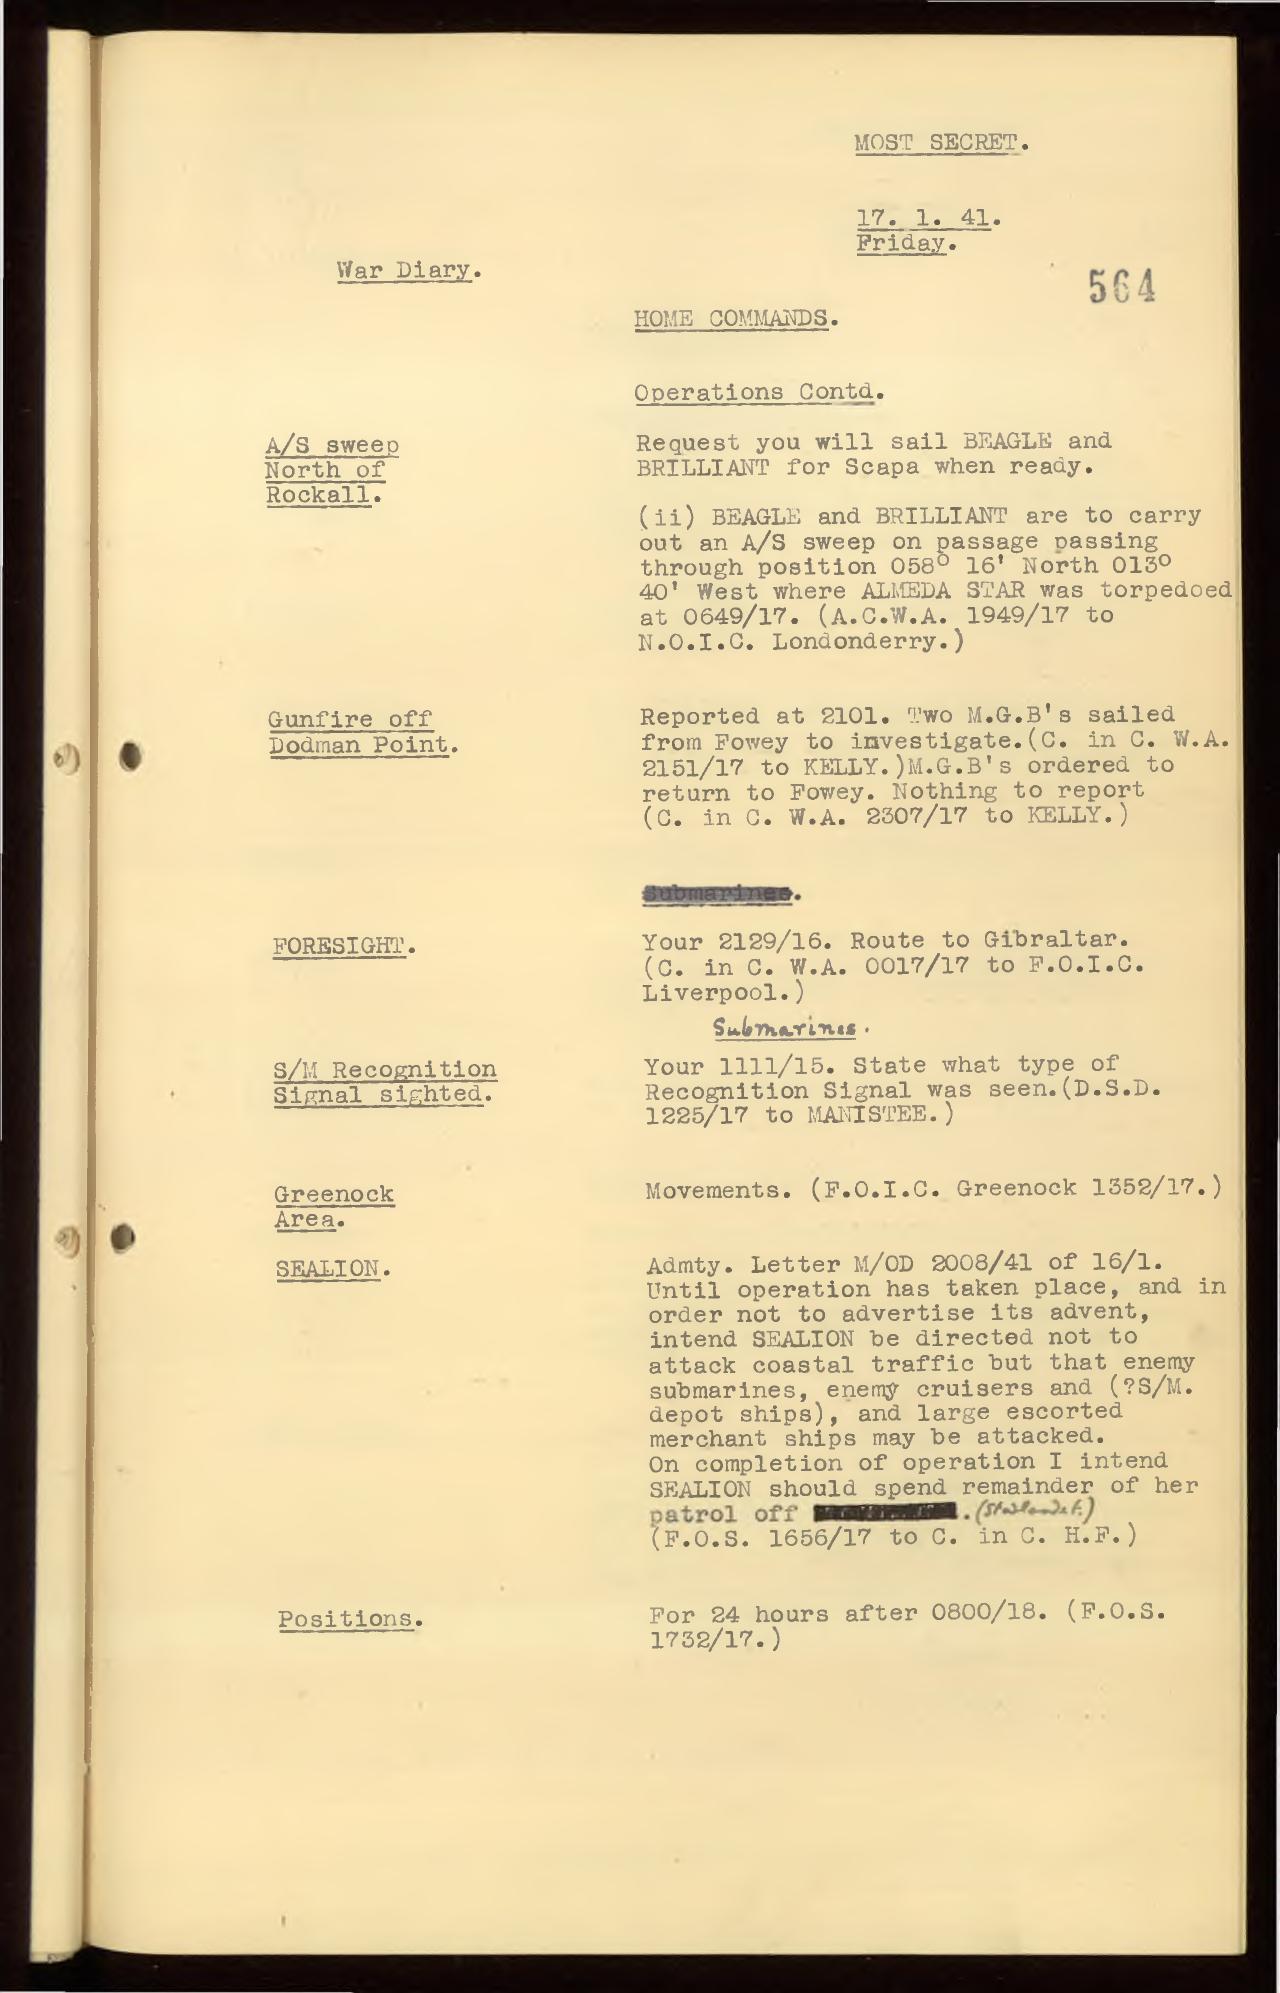 MOST SECRET.
17. 1. 41.
Friday.
War Diary.
564
HOME COMMANDS.
Operations Contd.
A/S sweep
North of
Rockall.
Request you will sail BEAGLE and
BRILLIANT for Scapa when ready.
(ii) BEAGLE and BRILLIANT are to carry
out an A/S sweep on passage passing
through position 058° 16' North 013°
40' West where ALMEDA STAR was torpedoed
at 0649/17. (A.C.W.A. 1949/17 to
N.O.I.C. Londonderry.)
Gunfire off
Dodman Point.
Reported at 2101. Two M.G.B's sailed
from Fowey to investigate.(C. in C. W.A.
2151/17 to KELLY.)M.G.B's ordered to
return to Fowey. Nothing to report
(C. in C. W.A. 2307/17 to KELLY.)
Submarines.
FORESIGHT.
Your 2129/16. Route to Gibraltar.
(C. in C. W.A. 0017/17 to F.O.I.C.
Liverpool.)
Submarines.
S/M Recognition
Signal sighted.
Your 1111/15. State what type of
Recognition Signal was seen.(D.S.D.
1225/17 to MANISTEE.)
Greenock
Area.
Movements. (F.O.I.C. Greenock 1352/17.)
SEALION.
Admty. Letter M/OD 2008/41 of 16/1.
Until operation has taken place, and in
order not to advertise its advent,
intend SEALION be directed not to
attack coastal traffic but that enemy
submarines, enemy cruisers and (?S/M.
depot ships), and large escorted
merchant ships may be attacked.
On completion of operation I intend
SEALION should spend remainder of her
patrol off . (Stadlandet.)
(F.O.S. 1656/17 to C. in C. H.F.)
Positions.
For 24 hours after 0800/18. (F.O.S.
1732/17.)